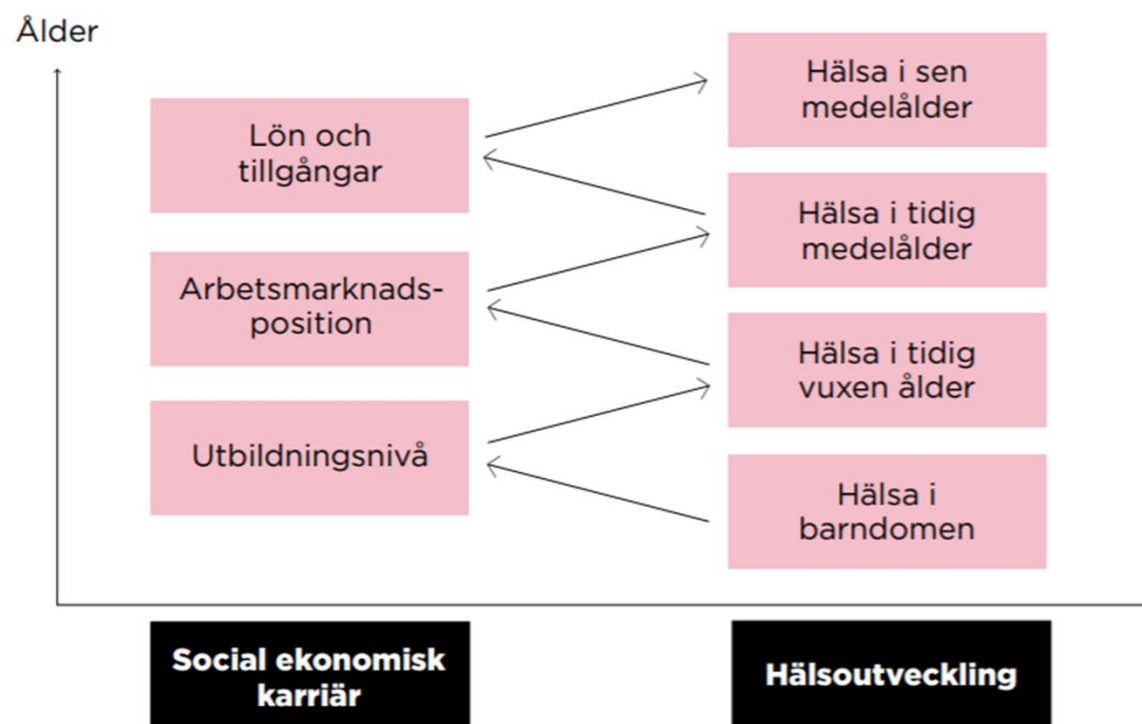 Ålder
Lön och
tillgångar
Arbetsmarknads-
position
Utbildningsnivå
Hälsa i sen
medelålder
Hälsa i tidig
medelålder
Hälsa i tidig
vuxen ålder
Hälsa i
barndomen
Social ekonomisk
karriär
Hälsoutveckling